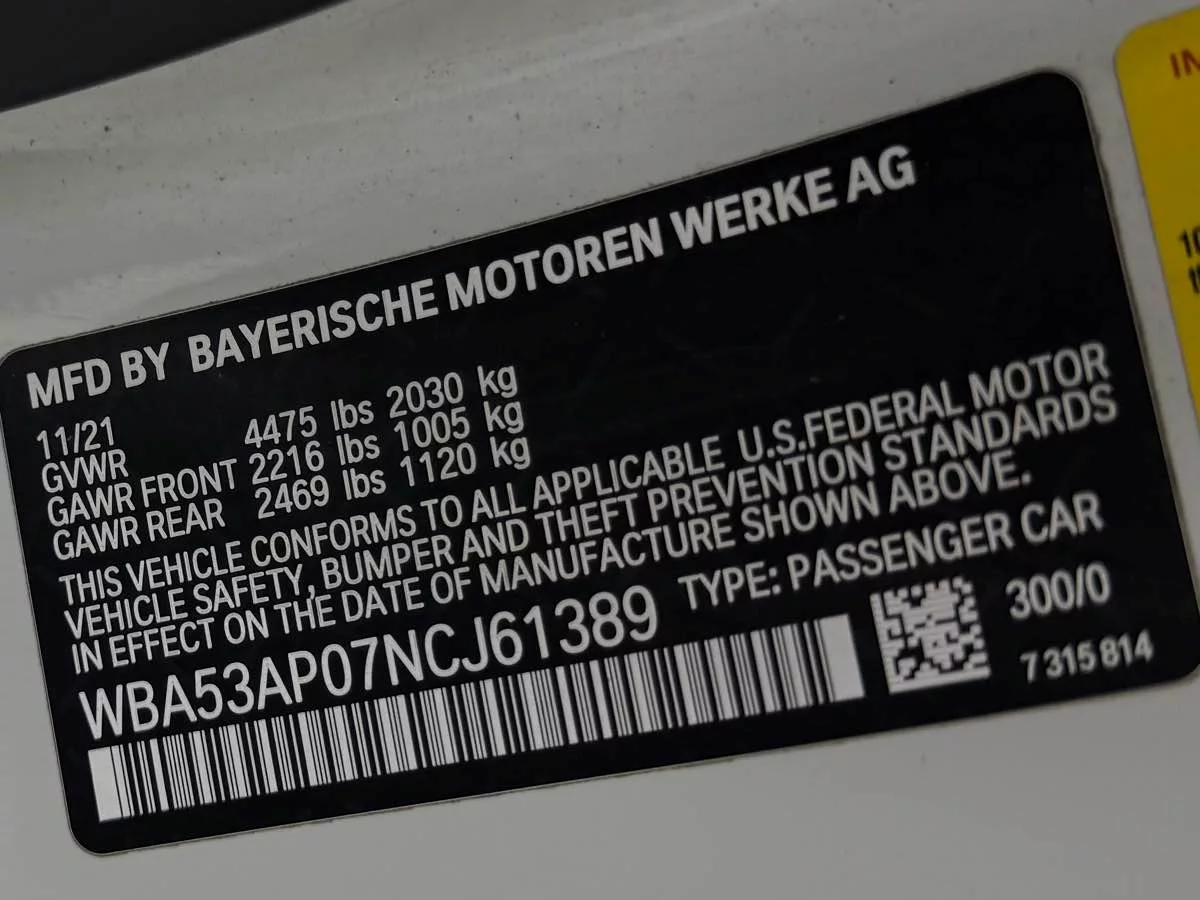 MFD BY BAYERISCHE MOTOREN WERKE AG
11/21
GVWR 4475 lbs 2030 kg
GAWR FRONT 2216 lbs 1005 kg
GAWR REAR 2469 lbs 1120 kg
THIS VEHICLE CONFORMS TO ALL APPLICABLE U.S.FEDERAL MOTOR
VEHICLE SAFETY, BUMPER AND THEFT PREVENTION STANDARDS
IN EFFECT ON THE DATE OF MANUFACTURE SHOWN ABOVE.
WBA53AP07NCJ61389 TYPE: PASSENGER CAR
300/0
7 315 814